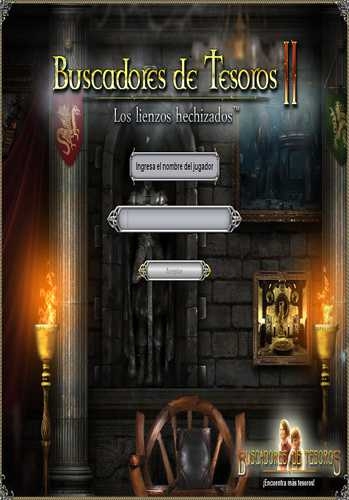 Buscadores de Tesoros II
Los lienzos hechizados™
Ingresa el nombre del jugador
BUSCADORES DE TESOROS
¡Encuentra más tesoros!